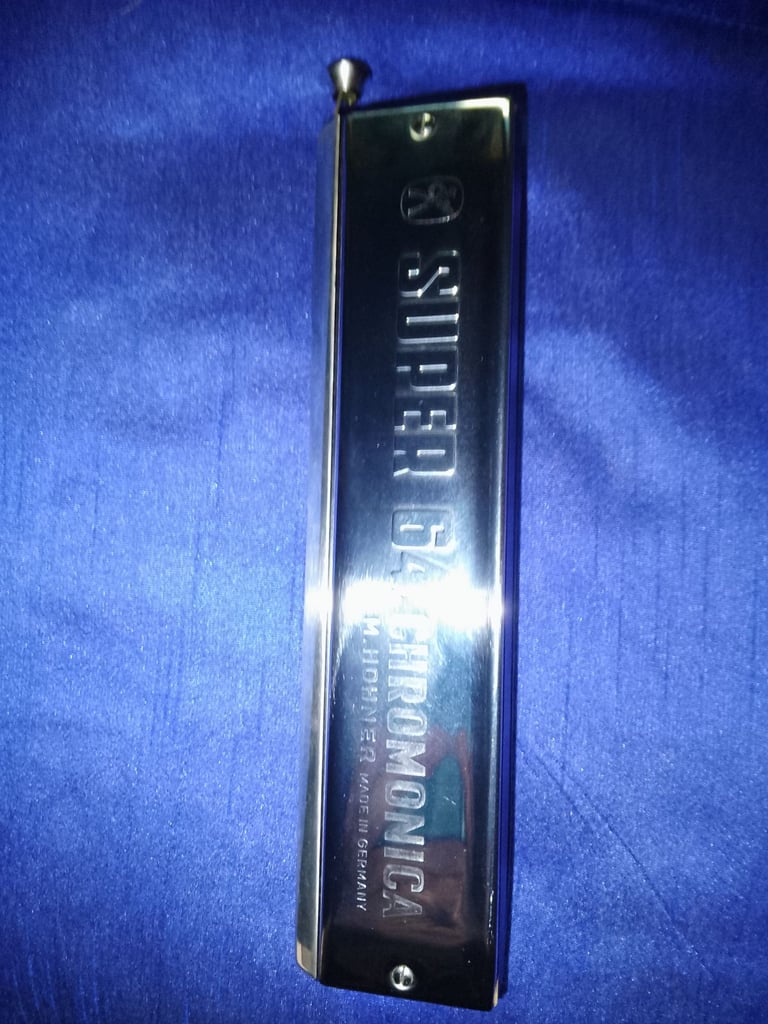 SUPER 64
CHROMONICA
M. HOHNER MADE IN GERMANY